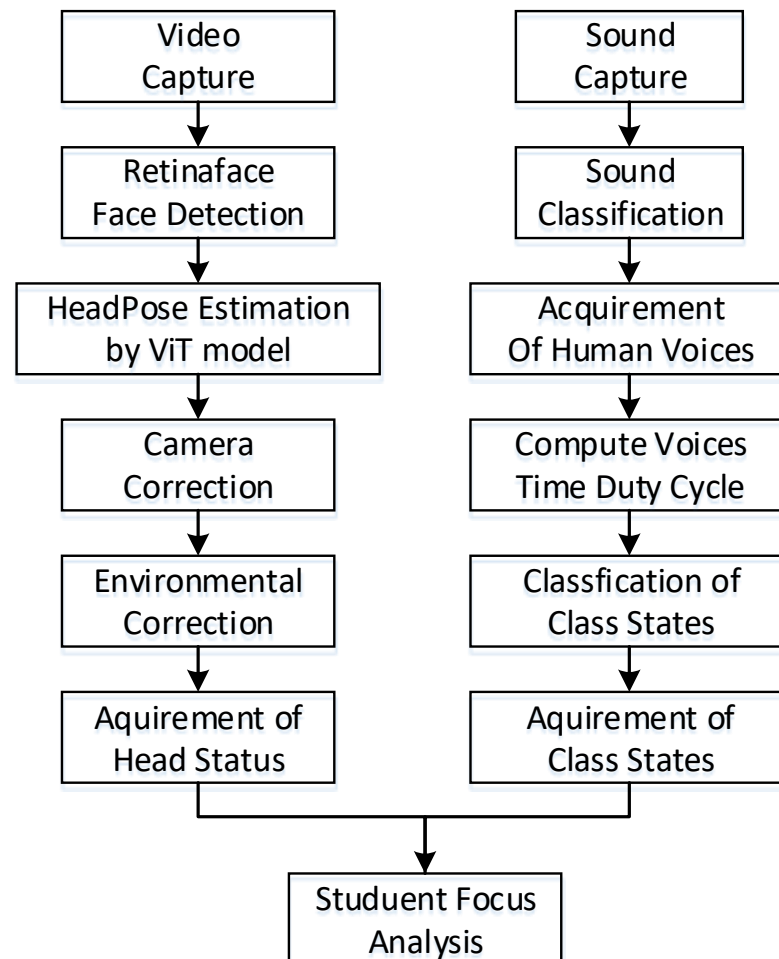 Video
Capture
Retinaface
Face Detection
HeadPose Estimation
by ViT model
Camera
Correction
Environmental
Correction
Aquirement of
Head Status
Sound
Capture
Sound
Classification
Acquirement
Of Human Voices
Compute Voices
Time Duty Cycle
Classfication of
Class States
Aquirement of
Class States
Studuent Focus
Analysis